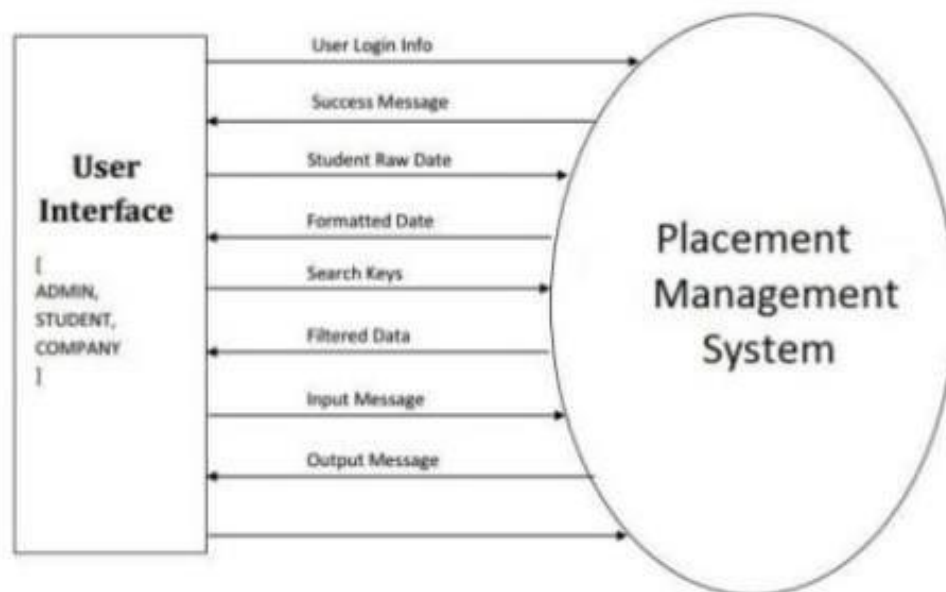 User
Interface
[
ADMIN,
STUDENT,
COMPANY
]
User Login Info
Success Message
Student Raw Date
Formatted Date
Search Keys
Filtered Data
Input Message
Output Message
Placement
Management
System